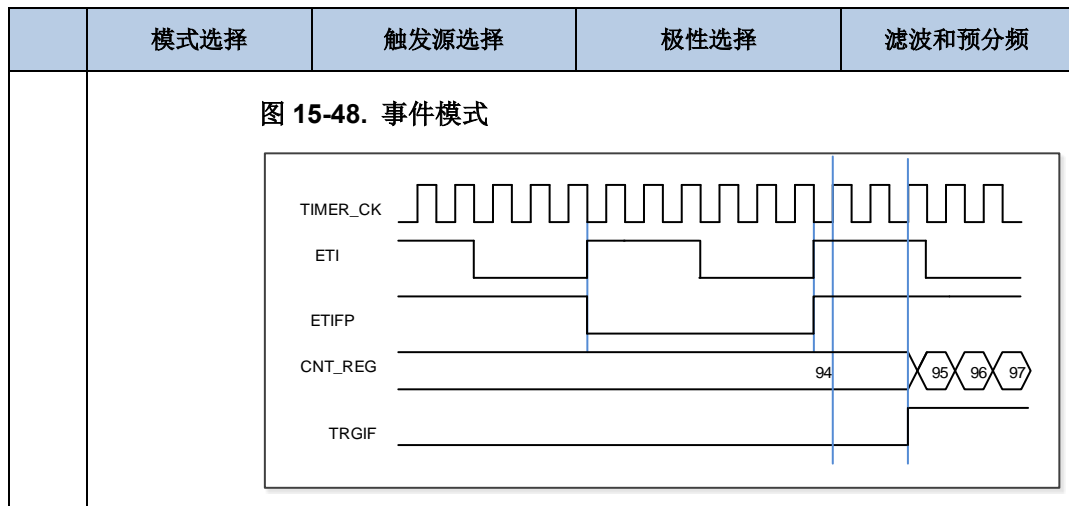 模式选择 触发源选择 极性选择 滤波和预分频
图 15-48. 事件模式
TIMER_CK
ETI
ETIFP
CNT_REG 94 95 96 97
TRGIF